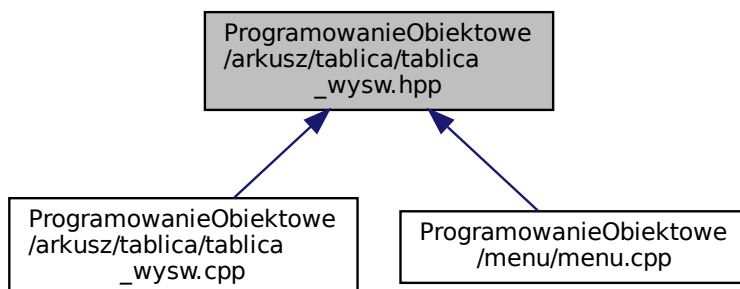 ProgramowanieObiektowe
/arkusz/tablica/tablica
_wysw.hpp
ProgramowanieObiektowe
/arkusz/tablica/tablica
_wysw.cpp
ProgramowanieObiektowe
/menu/menu.cpp